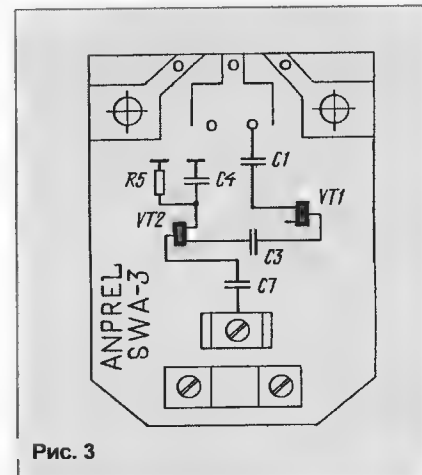 C1
R5
C4
VT1
VT2
C3
C7
ANPREL
SWA-3
Рис. 3